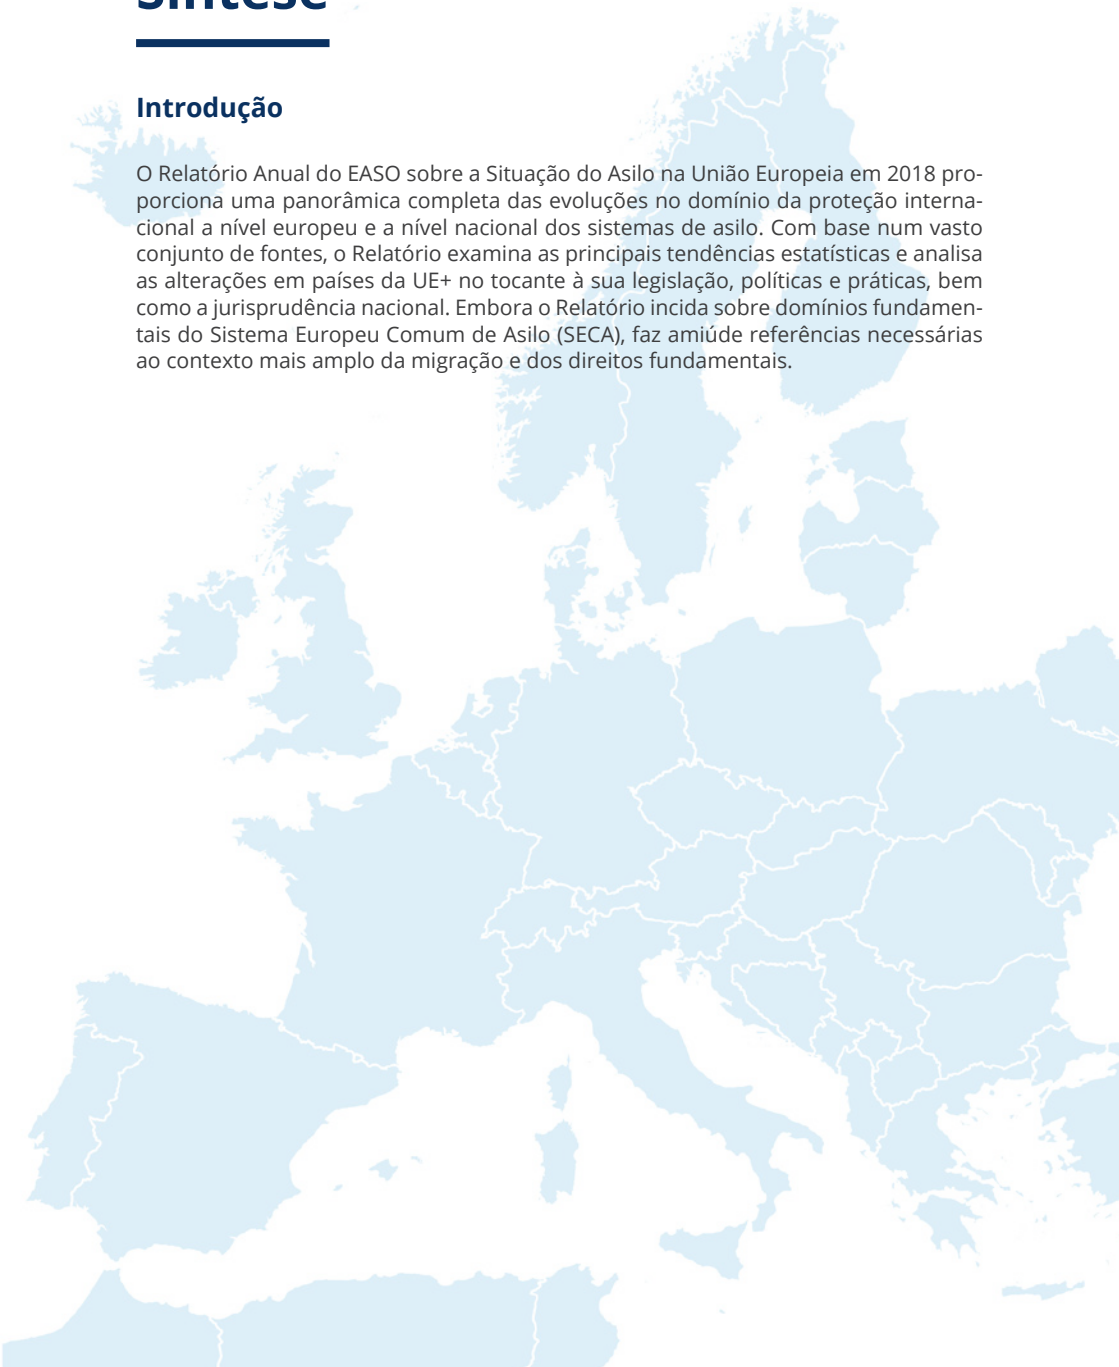 Síntese
Introdução
O Relatório Anual do EASO sobre a Situação do Asilo na União Europeia em 2018 pro-
porciona uma panorâmica completa das evoluções no domínio da proteção interna-
cional a nível europeu e a nível nacional dos sistemas de asilo. Com base num vasto
conjunto de fontes, o Relatório examina as principais tendências estatísticas e analisa
as alterações em países da UE+ no tocante à sua legislação, políticas e práticas, bem
como a jurisprudência nacional. Embora o Relatório incida sobre domínios fundamen-
tais do Sistema Europeu Comum de Asilo (SECA), faz amiúde referências necessárias
ao contexto mais amplo da migração e dos direitos fundamentais.